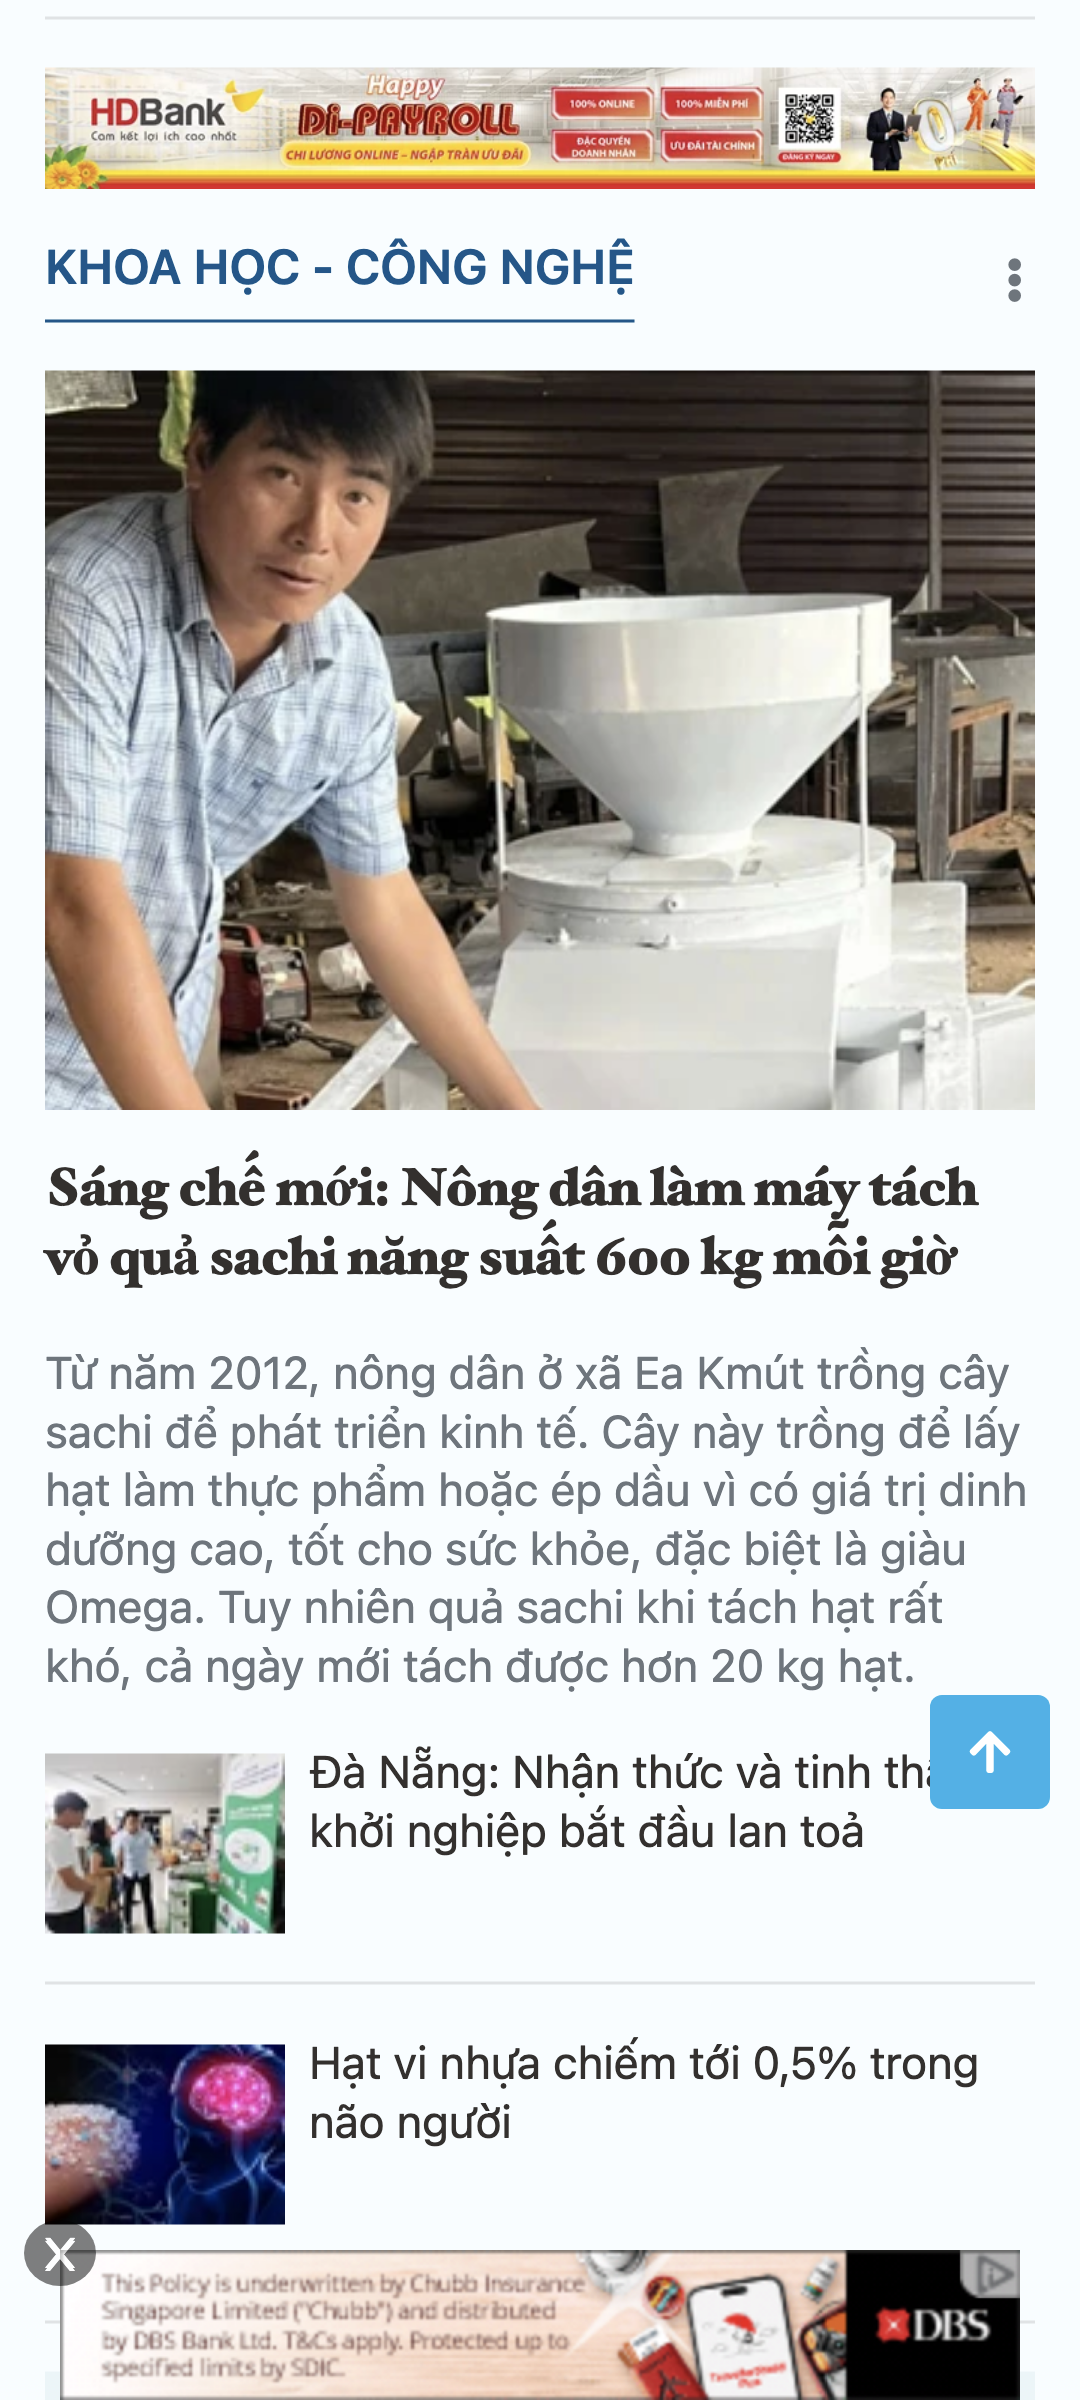 HDBank
Cam kết lợi ích cao nhất
Happy
Di-PAYROLL
CHI LƯƠNG ONLINE – NGẬP TRÀN ƯU ĐÃI
100% ONLINE
100% MIỄN PHÍ
ĐẶC QUYỀN
DOANH NHÂN
ƯU ĐÃI TÀI CHÍNH
ĐĂNG KÝ NGAY
0
PHÍ
KHOA HỌC - CÔNG NGHỆ
Sáng chế mới: Nông dân làm máy tách
vỏ quả sachi năng suất 600 kg mỗi giờ
Từ năm 2012, nông dân ở xã Ea Kmút trồng cây
sachi để phát triển kinh tế. Cây này trồng để lấy
hạt làm thực phẩm hoặc ép dầu vì có giá trị dinh
dưỡng cao, tốt cho sức khỏe, đặc biệt là giàu
Omega. Tuy nhiên quả sachi khi tách hạt rất
khó, cả ngày mới tách được hơn 20 kg hạt.
Đà Nẵng: Nhận thức và tinh
khởi nghiệp bắt đầu lan toả
Hạt vi nhựa chiếm tới 0,5% trong
não người
X
This Policy is underwritten by Chubb Insurance
Singapore Limited ("Chubb") and distributed
by DBS Bank Ltd. T&Cs apply. Protected up to
specified limits by SDIC.
DBS